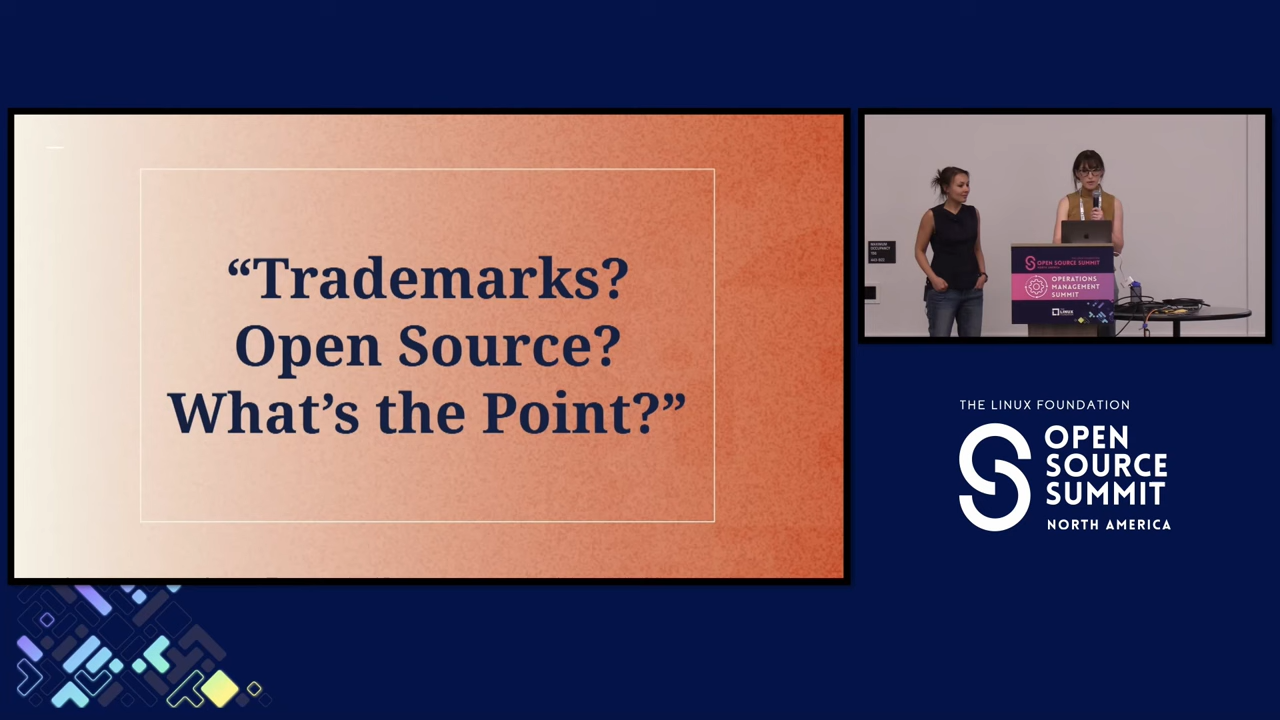 “Trademarks?
Open Source?
What’s the Point?”
OPEN SOURCE SUMMIT
OPERATIONS
MANAGEMENT
SUMMIT
LINUX
THE LINUX FOUNDATION
OPEN
SOURCE
SUMMIT
NORTH AMERICA